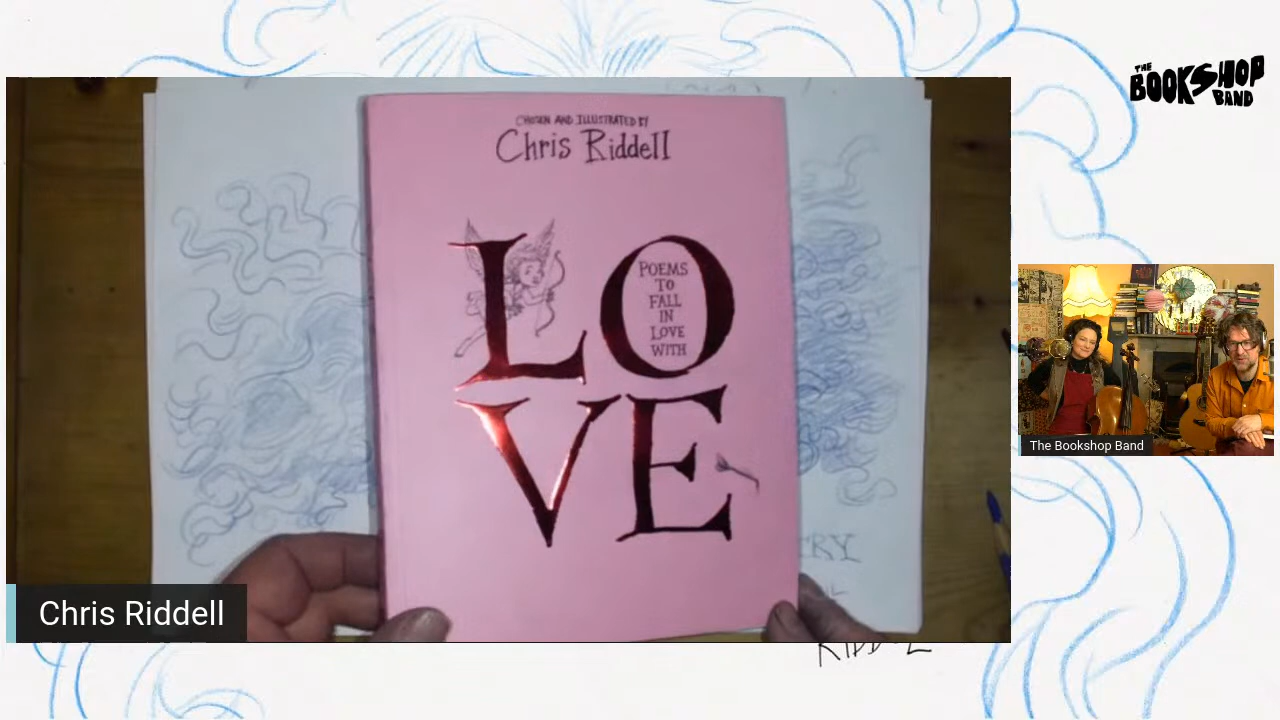 CHOSEN AND ILLUSTRATED BY
Chris Riddell
LO
POEMS
TO
FALL
IN
LOVE
WITH
VE
Chris Riddell
THE
BOOKSHOP
BAND
The Bookshop Band